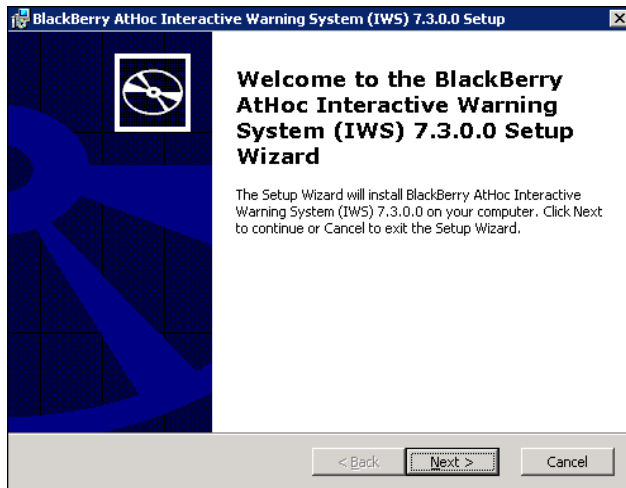 BlackBerry AtHoc Interactive Warning System (IWS) 7.3.0.0 Setup
Welcome to the BlackBerry
AtHoc Interactive Warning
System (IWS) 7.3.0.0 Setup
Wizard
The Setup Wizard will install BlackBerry AtHoc Interactive
Warning System (IWS) 7.3.0.0 on your computer. Click Next
to continue or Cancel to exit the Setup Wizard.
< Back Next > Cancel